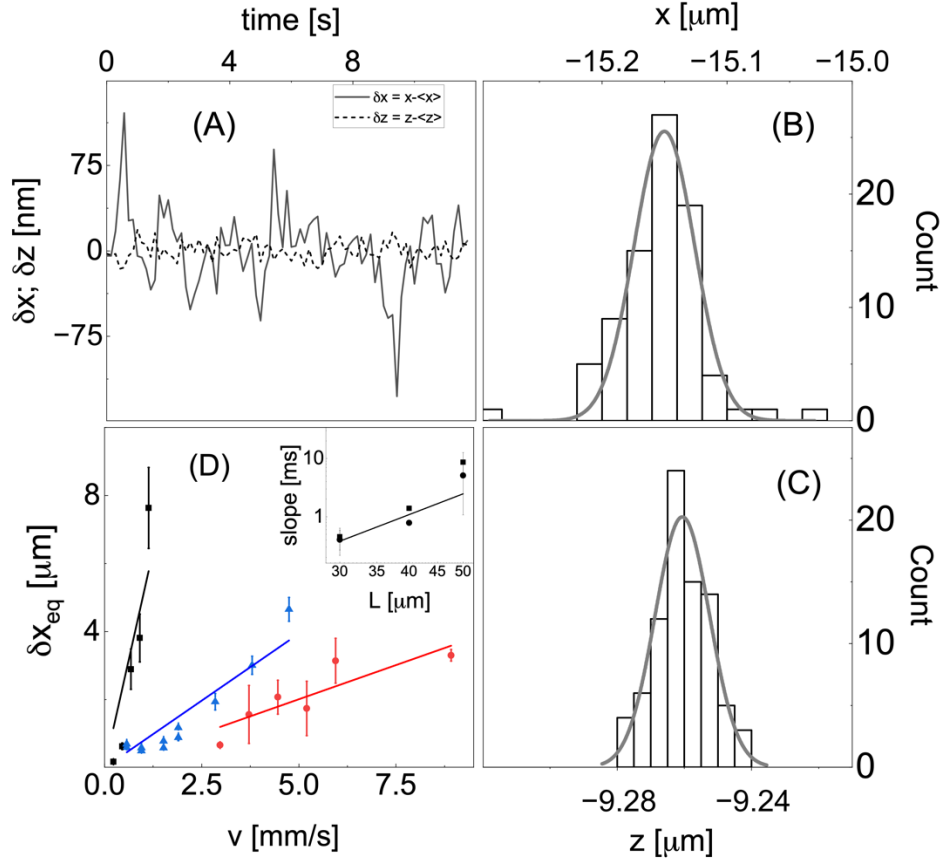 time [s]
x [μm]
0 4 8
−15.2 −15.1 −15.0
(A)
δx = x-<x>
δz = z-<z>
(B)
75
0
−75
δx; δz [nm]
20
10
0
Count
(D)
slope [ms]
10
1
30 35 40 45 50
L [μm]
(C)
8
4
δx_eq [μm]
20
10
0
Count
0.0 2.5 5.0 7.5
−9.28 −9.24
v [mm/s]
z [μm]